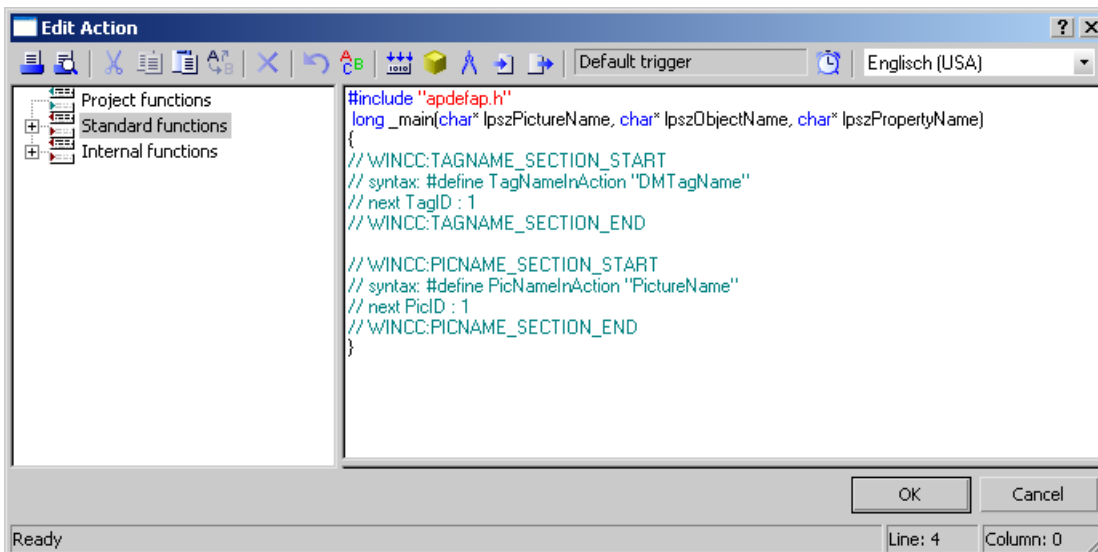 Edit Action
Default trigger
Englisch (USA)
Project functions
Standard functions
Internal functions
#include "apdefap.h"
long _main(char* lpszPictureName, char* lpszObjectName, char* lpszPropertyName)
{
// WINCC:TAGNAME_SECTION_START
// syntax: #define TagNameInAction "DMTagName"
// next TagID : 1
// WINCC:TAGNAME_SECTION_END
// WINCC:PICNAME_SECTION_START
// syntax: #define PicNameInAction "PictureName"
// next PicID : 1
// WINCC:PICNAME_SECTION_END
}
OK Cancel
Ready Line: 4 Column: 0